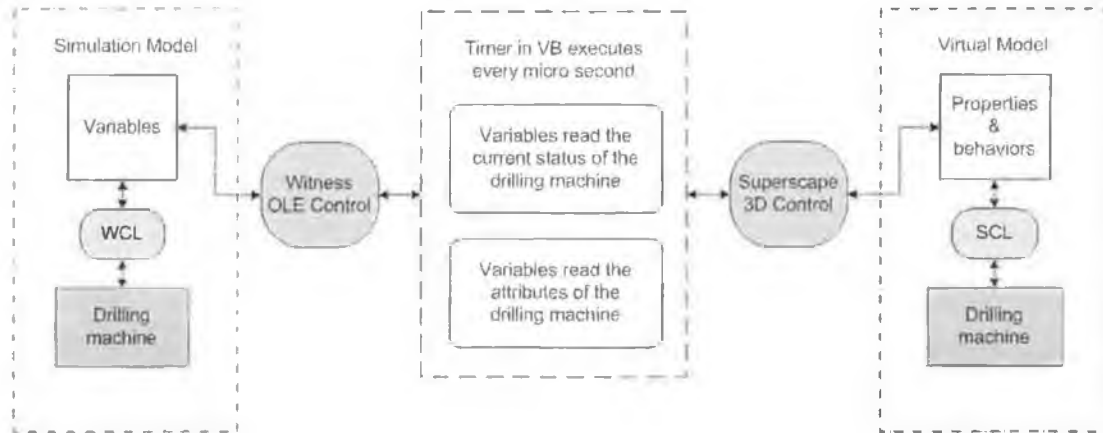 Simulation Model
Variables
WCL
Drilling
machine
Witness
OLE Control
Timer in VB executes
every micro second
Variables read the
current status of the
drilling machine
Variables read the
attributes of the
drilling machine
Superscape
3D Control
Virtual Model
Properties
&
behaviors
SCL
Drilling
machine